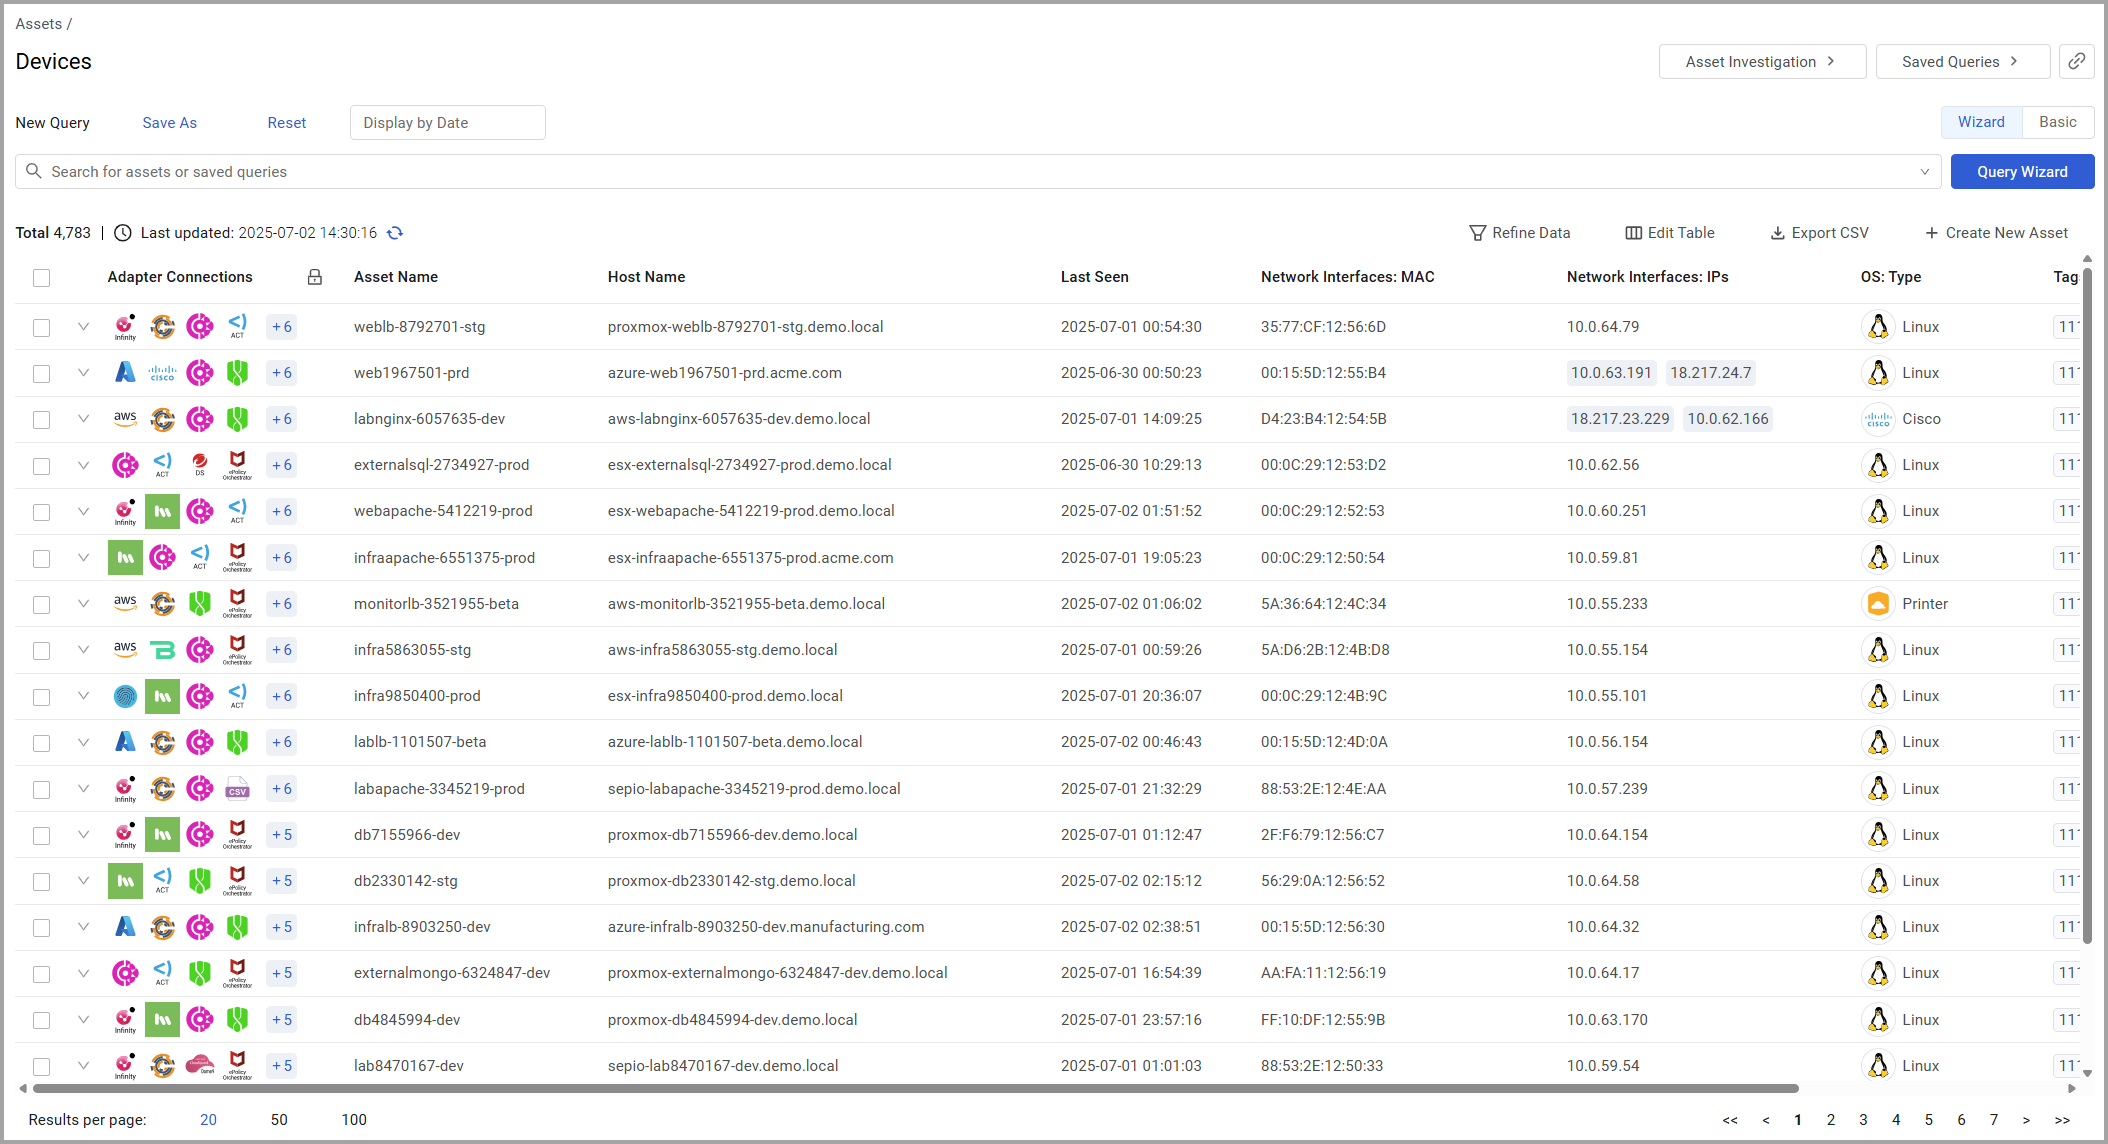 Assets /
Devices
Asset Investigation >
Saved Queries >
New Query Save As Reset Display by Date
Wizard Basic
Search for assets or saved queries
Query Wizard
Total 4,783 | Last updated: 2025-07-02 14:30:16
Refine Data Edit Table Export CSV + Create New Asset
Adapter Connections Asset Name Host Name Last Seen Network Interfaces: MAC Network Interfaces: IPs OS: Type Tag
Infinity ACT +6 weblb-8792701-stg proxmox-weblb-8792701-stg.demo.local 2025-07-01 00:54:30 35:77:CF:12:56:6D 10.0.64.79 Linux
CISCO +6 web1967501-prd azure-web1967501-prd.acme.com 2025-06-30 00:50:23 00:15:5D:12:55:B4 10.0.63.191 18.217.24.7 Linux
aws +6 labnginx-6057635-dev aws-labnginx-6057635-dev.demo.local 2025-07-01 14:09:25 D4:23:B4:12:54:5B 18.217.23.229 10.0.62.166 CISCO Cisco
ACT DS ePolicy Orchestrator +6 externalsql-2734927-prod esx-externalsql-2734927-prod.demo.local 2025-06-30 10:29:13 00:0C:29:12:53:D2 10.0.62.56 Linux
Infinity ACT +6 webapache-5412219-prod esx-webapache-5412219-prod.demo.local 2025-07-02 01:51:52 00:0C:29:12:52:53 10.0.60.251 Linux
ACT ePolicy Orchestrator +6 infraapache-6551375-prod esx-infraapache-6551375-prod.acme.com 2025-07-01 19:05:23 00:0C:29:12:50:54 10.0.59.81 Linux
aws ePolicy Orchestrator +6 monitorlb-3521955-beta aws-monitorlb-3521955-beta.demo.local 2025-07-02 01:06:02 5A:36:64:12:4C:34 10.0.55.233 Printer
aws ePolicy Orchestrator +6 infra5863055-stg aws-infra5863055-stg.demo.local 2025-07-01 00:59:26 5A:D6:2B:12:4B:D8 10.0.55.154 Linux
ACT +6 infra9850400-prod esx-infra9850400-prod.demo.local 2025-07-01 20:36:07 00:0C:29:12:4B:9C 10.0.55.101 Linux
+6 lablb-1101507-beta azure-lablb-1101507-beta.demo.local 2025-07-02 00:46:43 00:15:5D:12:4D:0A 10.0.56.154 Linux
Infinity CSV +6 labapache-3345219-prod sepio-labapache-3345219-prod.demo.local 2025-07-01 21:32:29 88:53:2E:12:4E:AA 10.0.57.239 Linux
Infinity ePolicy Orchestrator +5 db7155966-dev proxmox-db7155966-dev.demo.local 2025-07-01 01:12:47 2F:F6:79:12:56:C7 10.0.64.154 Linux
ACT ePolicy Orchestrator +5 db2330142-stg proxmox-db2330142-stg.demo.local 2025-07-02 02:15:12 56:29:0A:12:56:52 10.0.64.58 Linux
+5 infralb-8903250-dev azure-infralb-8903250-dev.manufacturing.com 2025-07-02 02:38:51 00:15:5D:12:56:30 10.0.64.32 Linux
ACT ePolicy Orchestrator +5 externalmongo-6324847-dev proxmox-externalmongo-6324847-dev.demo.local 2025-07-01 16:54:39 AA:FA:11:12:56:19 10.0.64.17 Linux
Infinity +5 db4845994-dev proxmox-db4845994-dev.demo.local 2025-07-01 23:57:16 FF:10:DF:12:55:9B 10.0.63.170 Linux
Infinity ePolicy Orchestrator +5 lab8470167-dev sepio-lab8470167-dev.demo.local 2025-07-01 01:01:03 88:53:2E:12:50:33 10.0.59.54 Linux
Results per page: 20 50 100
<< < 1 2 3 4 5 6 7 > >>